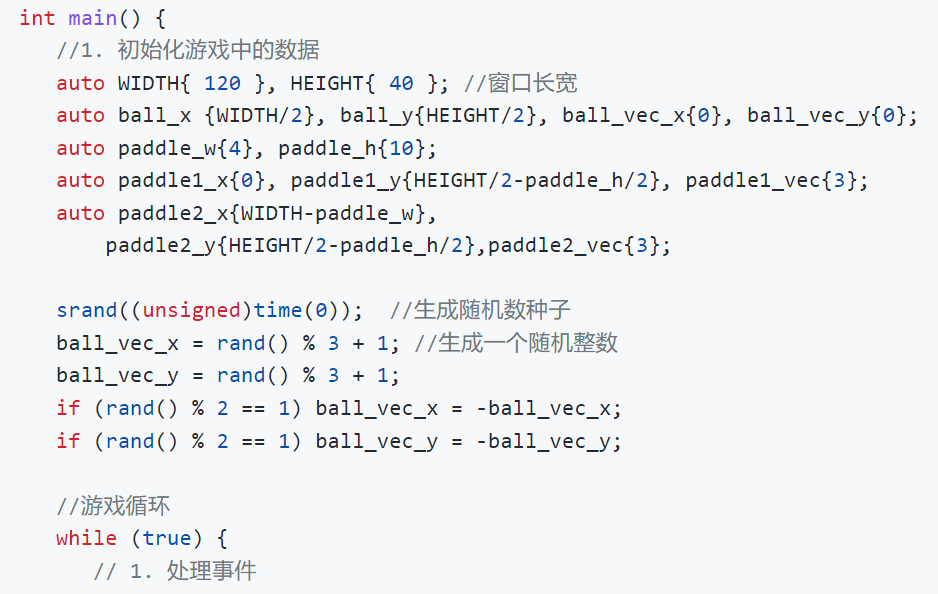 int main() {
//1. 初始化游戏中的数据
auto WIDTH{ 120 }, HEIGHT{ 40 }; //窗口长宽
auto ball_x {WIDTH/2}, ball_y{HEIGHT/2}, ball_vec_x{0}, ball_vec_y{0};
auto paddle_w{4}, paddle_h{10};
auto paddle1_x{0}, paddle1_y{HEIGHT/2-paddle_h/2}, paddle1_vec{3};
auto paddle2_x{WIDTH-paddle_w},
paddle2_y{HEIGHT/2-paddle_h/2},paddle2_vec{3};
srand((unsigned)time(0)); //生成随机数种子
ball_vec_x = rand() % 3 + 1; //生成一个随机整数
ball_vec_y = rand() % 3 + 1;
if (rand() % 2 == 1) ball_vec_x = -ball_vec_x;
if (rand() % 2 == 1) ball_vec_y = -ball_vec_y;
//游戏循环
while (true) {
// 1. 处理事件